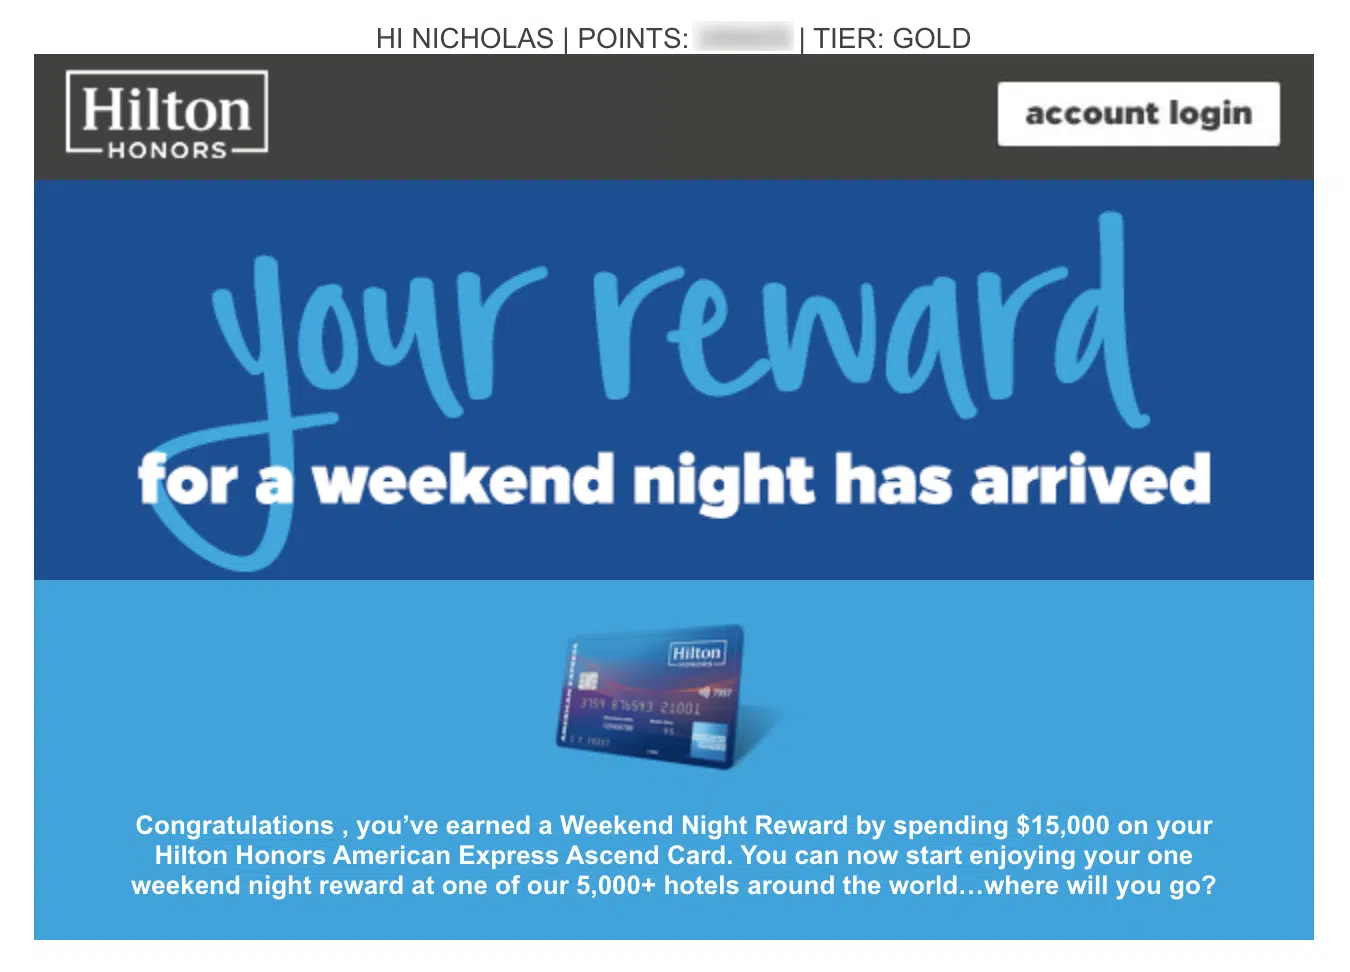 HI NICHOLAS | POINTS: | TIER: GOLD
Hilton
HONORS
account login
your reward
for a weekend night has arrived
Hilton
HONORS
AMERICAN EXPRESS
3759 876543 21001
C F FROST
Congratulations , you’ve earned a Weekend Night Reward by spending $15,000 on your
Hilton Honors American Express Ascend Card. You can now start enjoying your one
weekend night reward at one of our 5,000+ hotels around the world…where will you go?